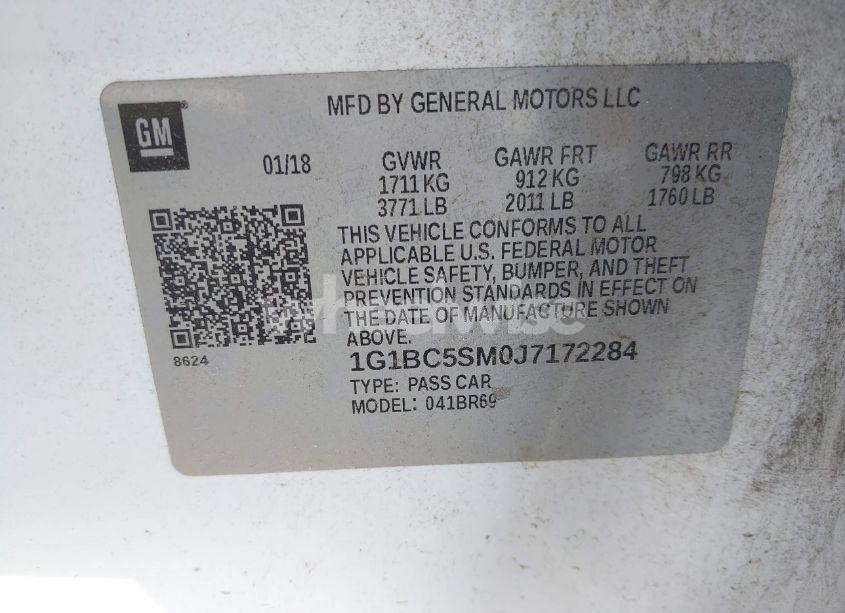 GM
MFD BY GENERAL MOTORS LLC
01/18 GVWR GAWR FRT GAWR RR
1711 KG 912 KG 798 KG
3771 LB 2011 LB 1760 LB
THIS VEHICLE CONFORMS TO ALL
APPLICABLE U.S. FEDERAL MOTOR
VEHICLE SAFETY, BUMPER, AND THEFT
PREVENTION STANDARDS IN EFFECT ON
THE DATE OF MANUFACTURE SHOWN
ABOVE.
8624
1G1BC5SM0J7172284
TYPE: PASS CAR
MODEL: 041BR69